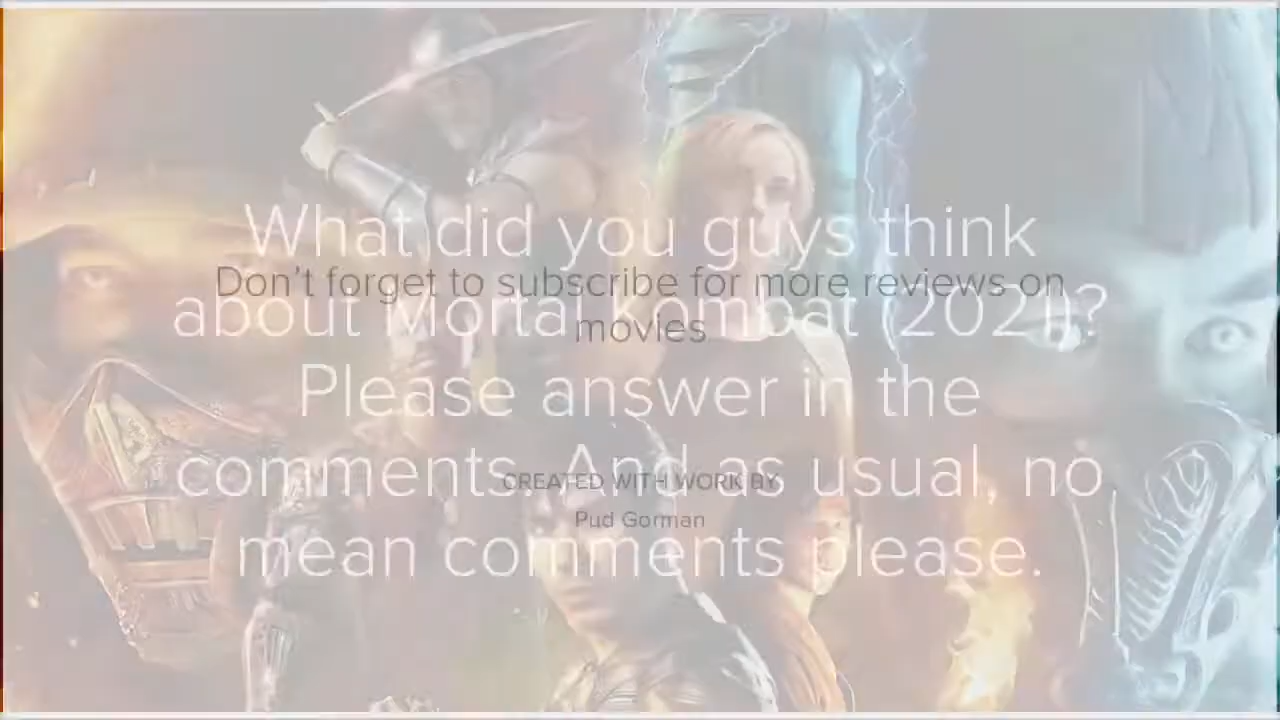 What did you guys think
Don't forget to subscribe for more reviews on
about Mortal Kombat (2021)?
movies
Please answer in the
comments. And as usual, no
CREATED WITH WORK BY
Pud Gorman
mean comments please.